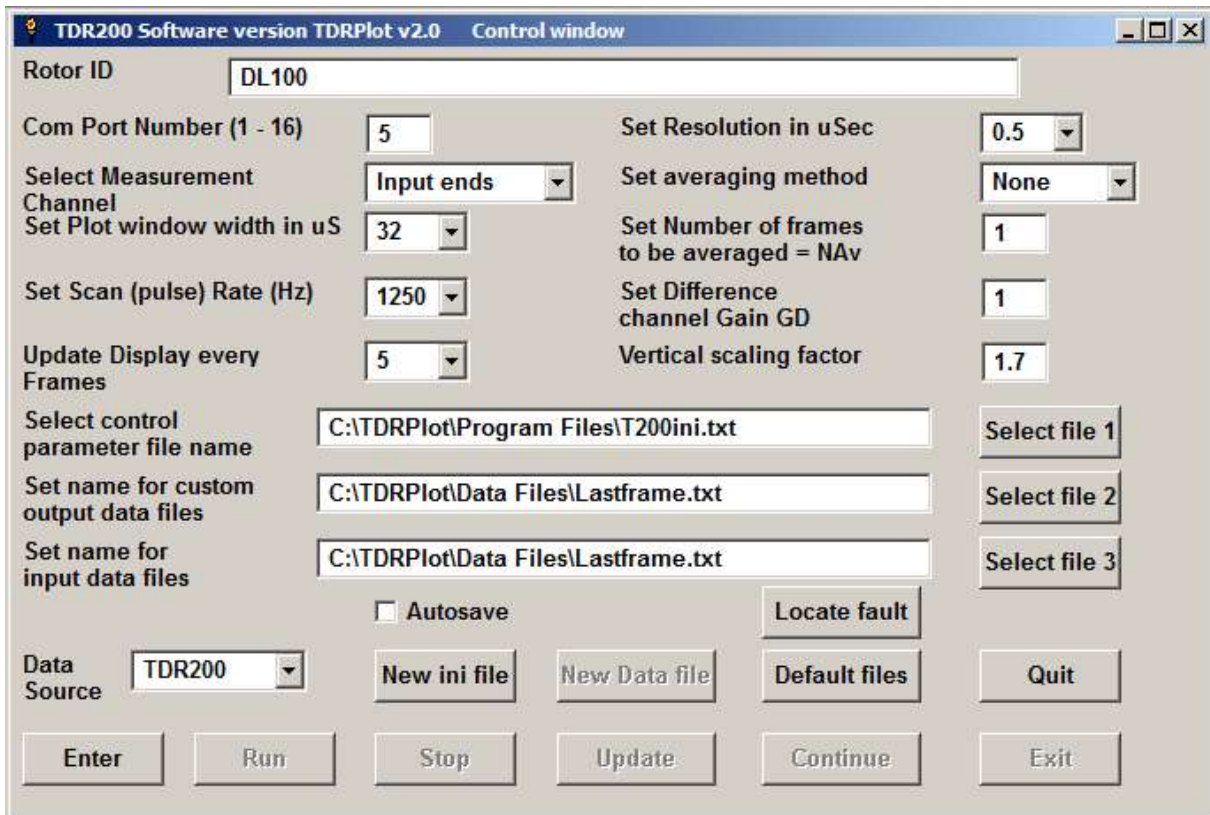 TDR200 Software version TDRPlot v2.0 Control window
Rotor ID DL100
Com Port Number (1 - 16) 5 Set Resolution in uSec 0.5
Select Measurement Channel Input ends Set averaging method None
Set Plot window width in uS 32 Set Number of frames to be averaged = NAv 1
Set Scan (pulse) Rate (Hz) 1250 Set Difference channel Gain GD 1
Update Display every Frames 5 Vertical scaling factor 1.7
Select control parameter file name C:\TDRPlot\Program Files\T200ini.txt Select file 1
Set name for custom output data files C:\TDRPlot\Data Files\Lastframe.txt Select file 2
Set name for input data files C:\TDRPlot\Data Files\Lastframe.txt Select file 3
Autosave Locate fault
Data Source TDR200 New ini file New Data file Default files Quit
Enter Run Stop Update Continue Exit